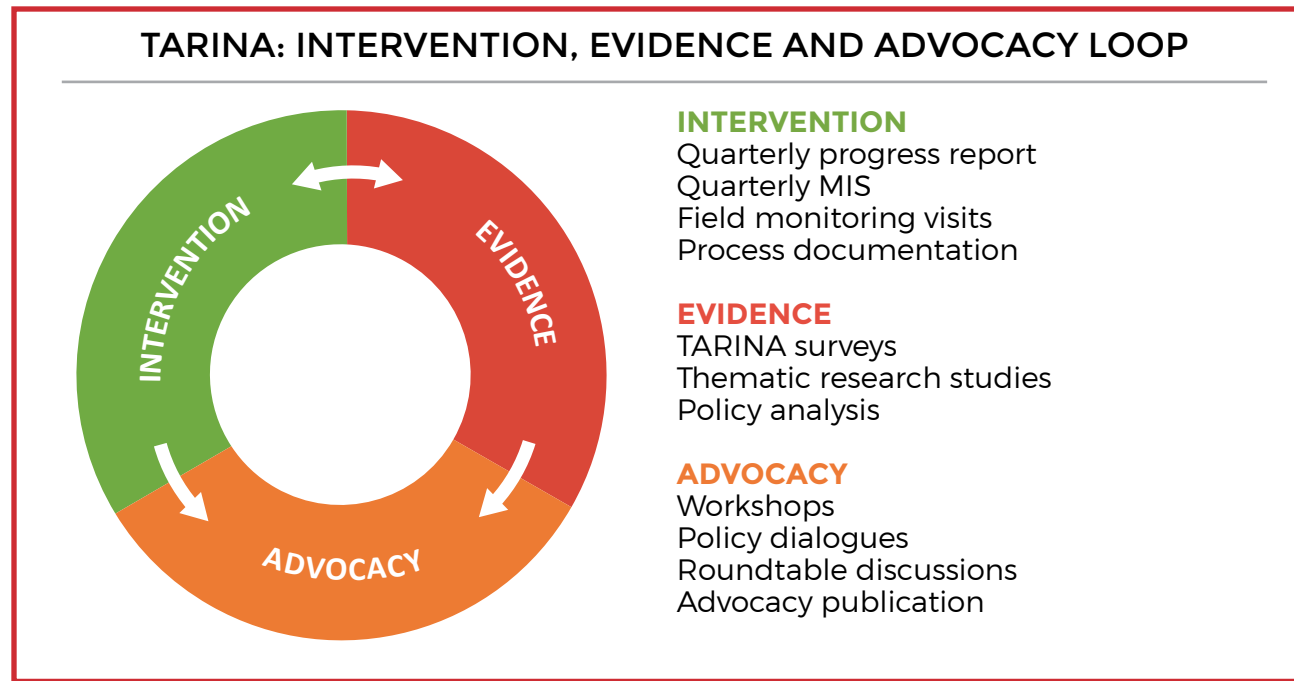 TARINA: INTERVENTION, EVIDENCE AND ADVOCACY LOOP
INTERVENTION
EVIDENCE
ADVOCACY
INTERVENTION
Quarterly progress report
Quarterly MIS
Field monitoring visits
Process documentation
EVIDENCE
TARINA surveys
Thematic research studies
Policy analysis
ADVOCACY
Workshops
Policy dialogues
Roundtable discussions
Advocacy publication